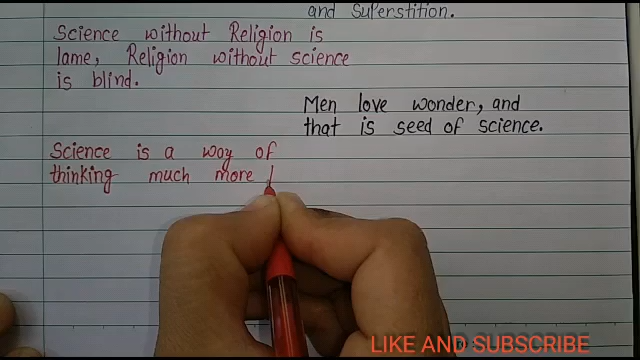 and Superstition.
Science without Religion is
lame, Religion without science
is blind.
Men love wonder, and
that is seed of science.
Science is a way of
thinking much more
LIKE AND SUBSCRIBE